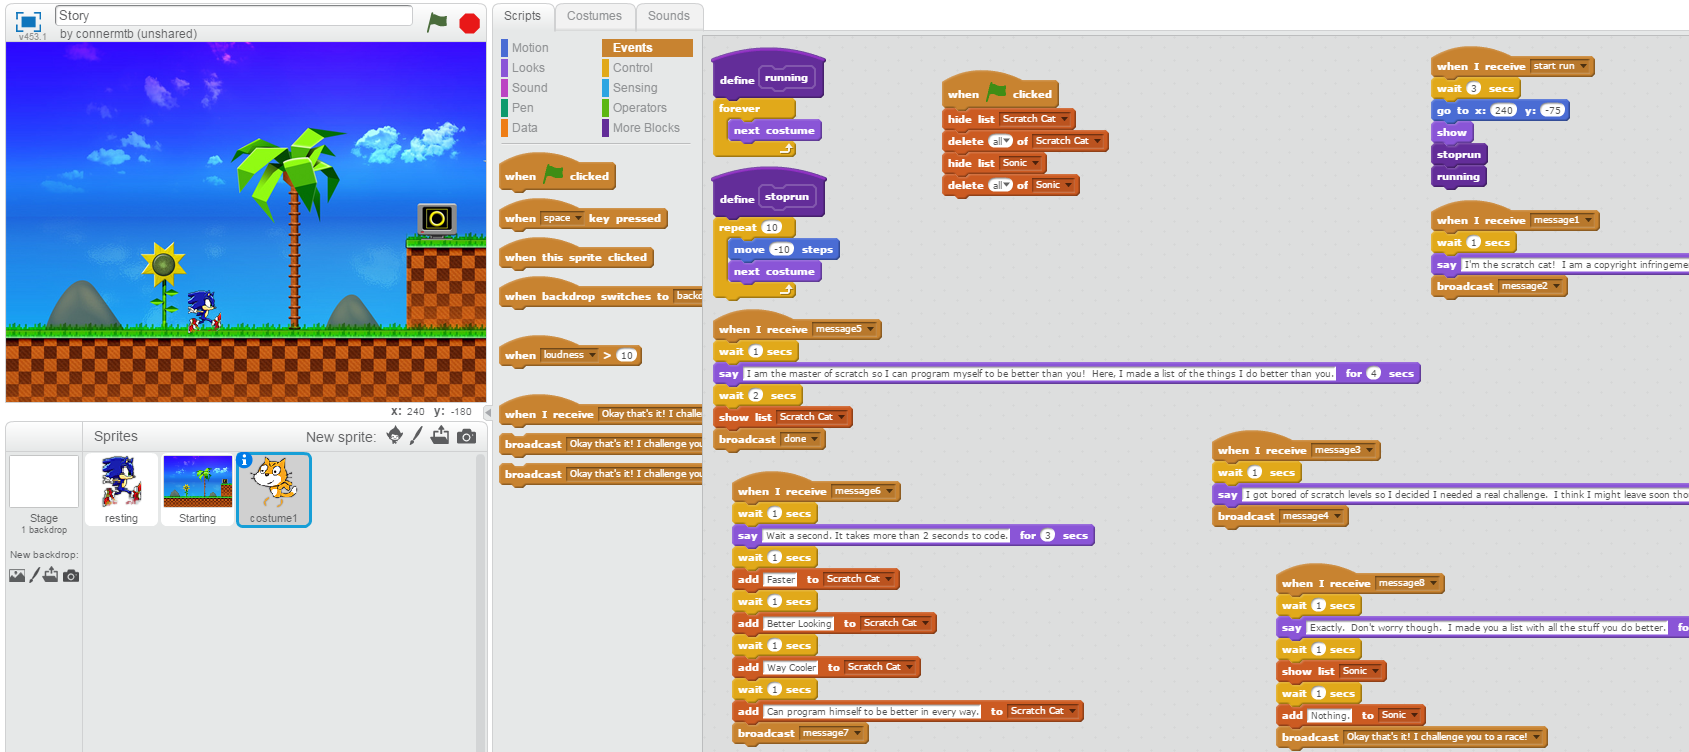 Story
by connermtb (unshared)
v453.1
x: 240 y: -180
Sprites
New sprite:
Stage
1 backdrop
New backdrop:
resting
Starting
costume1
Scripts
Costumes
Sounds
Motion
Events
Looks
Control
Sound
Sensing
Pen
Operators
Data
More Blocks
when clicked
when space key pressed
when this sprite clicked
when backdrop switches to backd
when loudness > 10
when I receive Okay that's it! I challe
broadcast Okay that's it! I challenge you
broadcast Okay that's it! I challenge you
define running
forever
next costume
define stoprun
repeat 10
move -10 steps
next costume
when I receive message5
wait 1 secs
say I am the master of scratch so I can program myself to be better than you! Here, I made a list of the things I do better than you. for 4 secs
wait 2 secs
show list Scratch Cat
broadcast done
when I receive message6
wait 1 secs
say Wait a second. It takes more than 2 seconds to code. for 3 secs
wait 1 secs
add Faster to Scratch Cat
wait 1 secs
add Better Looking to Scratch Cat
wait 1 secs
add Way Cooler to Scratch Cat
wait 1 secs
add Can program himself to be better in every way. to Scratch Cat
broadcast message7
when clicked
hide list Scratch Cat
delete all of Scratch Cat
hide list Sonic
delete all of Sonic
when I receive start run
wait 3 secs
go to x: 240 y: -75
show
stoprun
running
when I receive message1
wait 1 secs
say I'm the scratch cat! I am a copyright infringeme
broadcast message2
when I receive message3
wait 1 secs
say I got bored of scratch levels so I decided I needed a real challenge. I think I might leave soon thou
broadcast message4
when I receive message8
wait 1 secs
say Exactly. Don't worry though. I made you a list with all the stuff you do better. fo
wait 1 secs
show list Sonic
wait 1 secs
add Nothing. to Sonic
broadcast Okay that's it! I challenge you to a race!